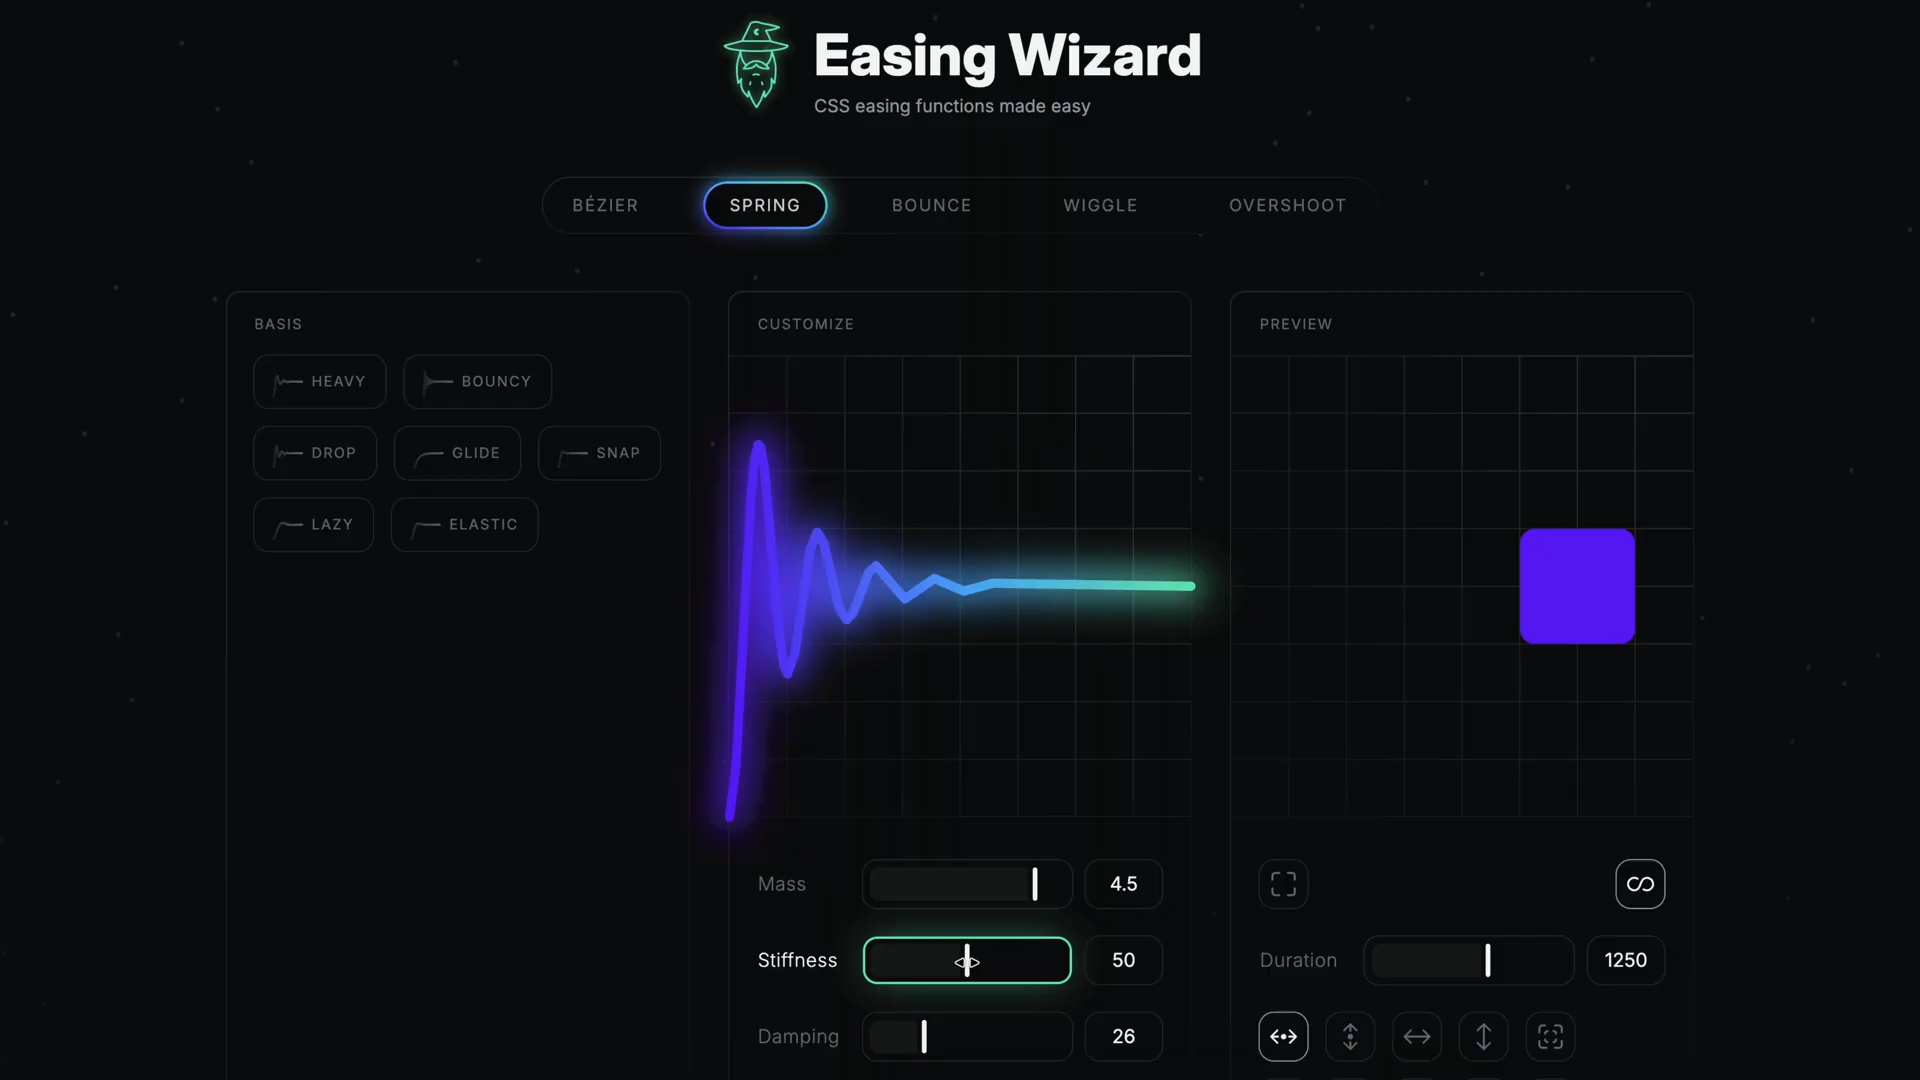 Easing Wizard
CSS easing functions made easy
BÉZIER
SPRING
BOUNCE
WIGGLE
OVERSHOOT
BASIS
HEAVY
BOUNCY
DROP
GLIDE
SNAP
LAZY
ELASTIC
CUSTOMIZE
Mass
4.5
Stiffness
50
Damping
26
PREVIEW
Duration
1250